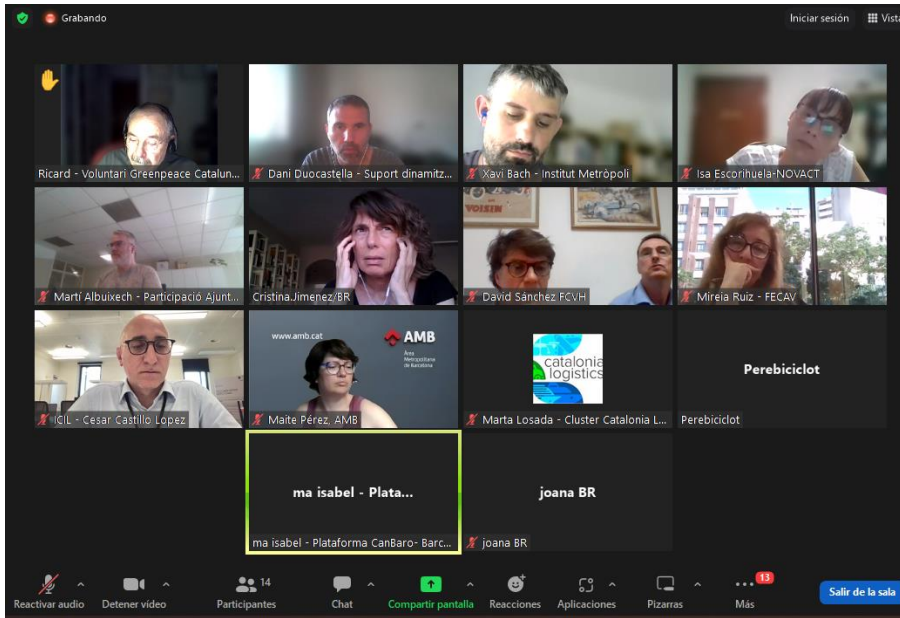 Grabando
Iniciar sesión
Vista
Ricard - Voluntari Greenpeace Catalun...
Dani Duocastella - Suport dinamitz...
Xavi Bach - Institut Metròpoli
Isa Escorihuela-NOVACT
Martí Albuixech - Participació Ajunt...
Cristina.Jimenez/BR
VOISIN
David Sánchez FCVH
Mireia Ruiz - FECAV
ICIL - Cesar Castillo Lopez
www.amb.cat
AMB
Àrea
Metropolitana
de Barcelona
Maite Pérez, AMB
catalonia
logistics
Marta Losada - Cluster Catalonia L...
Perebiciclot
Perebiciclot
ma isabel - Plata...
ma isabel - Plataforma CanBaro- Barc...
joana BR
joana BR
Reactivar audio
Detener vídeo
14
Participantes
Chat
Compartir pantalla
Reacciones
Aplicaciones
Pizarras
13
Más
Salir de la sala